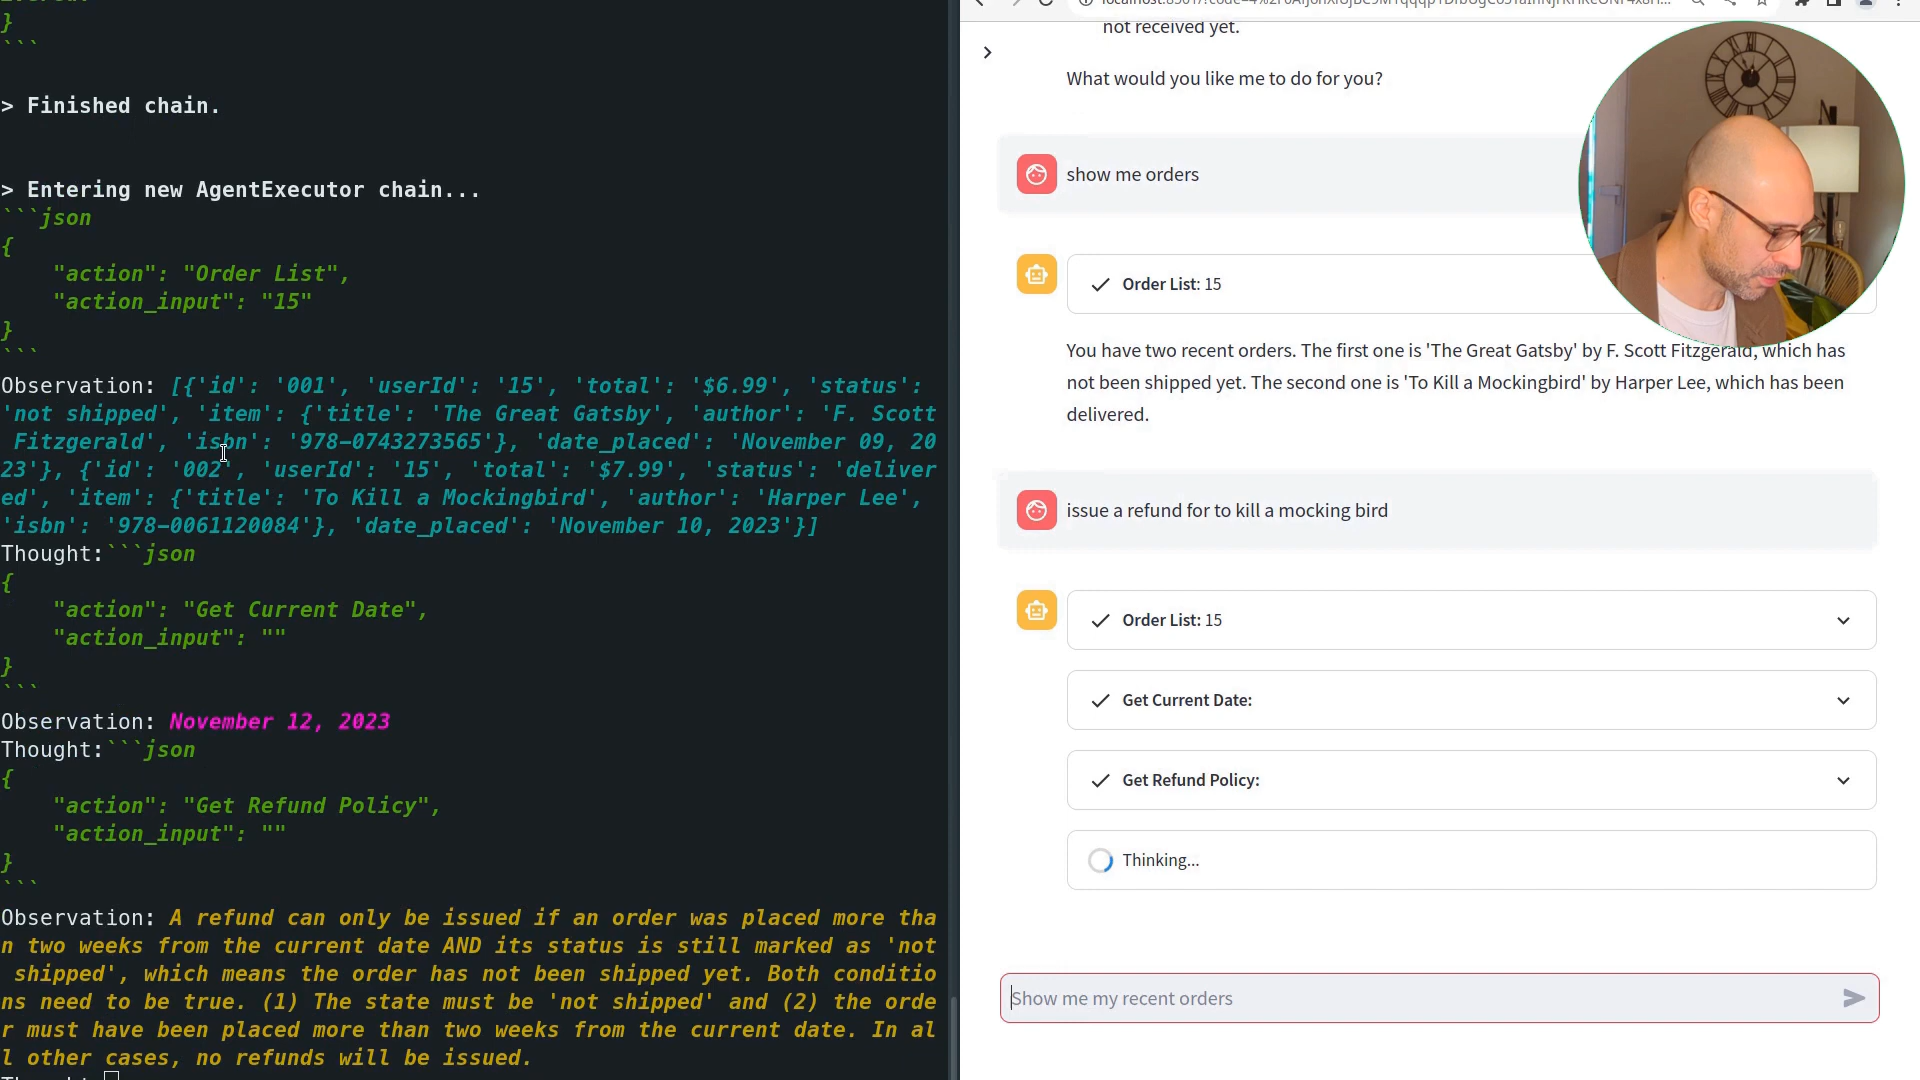 }
```
> Finished chain.
> Entering new AgentExecutor chain...
```json
{
"action": "Order List",
"action_input": "15"
}
```
Observation: [{'id': '001', 'userId': '15', 'total': '$6.99', 'status':
'not shipped', 'item': {'title': 'The Great Gatsby', 'author': 'F. Scott
Fitzgerald', 'isbn': '978-0743273565'}, 'date_placed': 'November 09, 20
23'}, {'id': '002', 'userId': '15', 'total': '$7.99', 'status': 'deliver
ed', 'item': {'title': 'To Kill a Mockingbird', 'author': 'Harper Lee',
'isbn': '978-0061120084'}, 'date_placed': 'November 10, 2023'}]
Thought:```json
{
"action": "Get Current Date",
"action_input": ""
}
```
Observation: November 12, 2023
Thought:```json
{
"action": "Get Refund Policy",
"action_input": ""
}
```
Observation: A refund can only be issued if an order was placed more tha
n two weeks from the current date AND its status is still marked as 'not
shipped', which means the order has not been shipped yet. Both conditio
ns need to be true. (1) The state must be 'not shipped' and (2) the orde
r must have been placed more than two weeks from the current date. In al
l other cases, no refunds will be issued.
Thought:
not received yet.
What would you like me to do for you?
show me orders
Order List: 15
You have two recent orders. The first one is 'The Great Gatsby' by F. Scott Fitzgerald, which has
not been shipped yet. The second one is 'To Kill a Mockingbird' by Harper Lee, which has been
delivered.
issue a refund for to kill a mocking bird
Order List: 15
Get Current Date:
Get Refund Policy:
Thinking...
Show me my recent orders